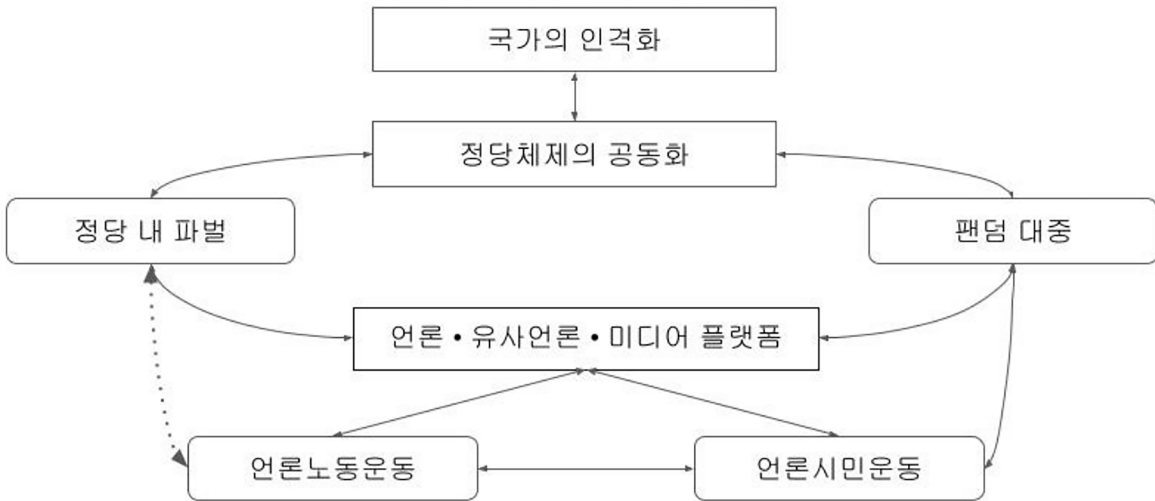 국가의 인격화
정당체제의 공동화
정당 내 파벌
팬덤 대중
언론 • 유사언론 • 미디어 플랫폼
언론노동운동
언론시민운동